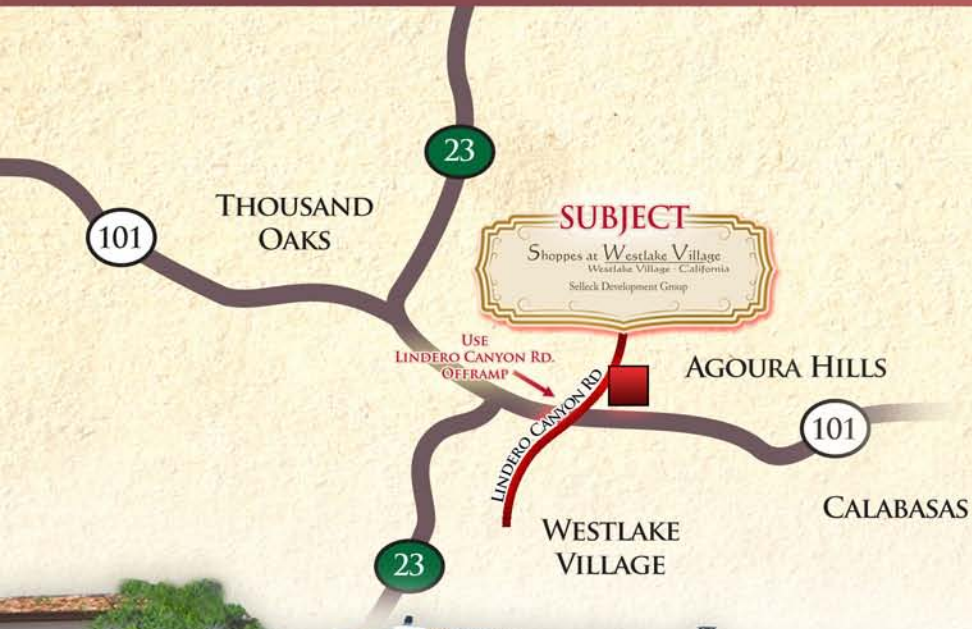 23
THOUSAND
OAKS
101
SUBJECT
Shoppes at Westlake Village
Westlake Village · California
Selleck Development Group
USE
LINDERO CANYON RD.
OFFRAMP
AGOURA HILLS
LINDERO CANYON RD
101
CALABASAS
WESTLAKE
VILLAGE
23